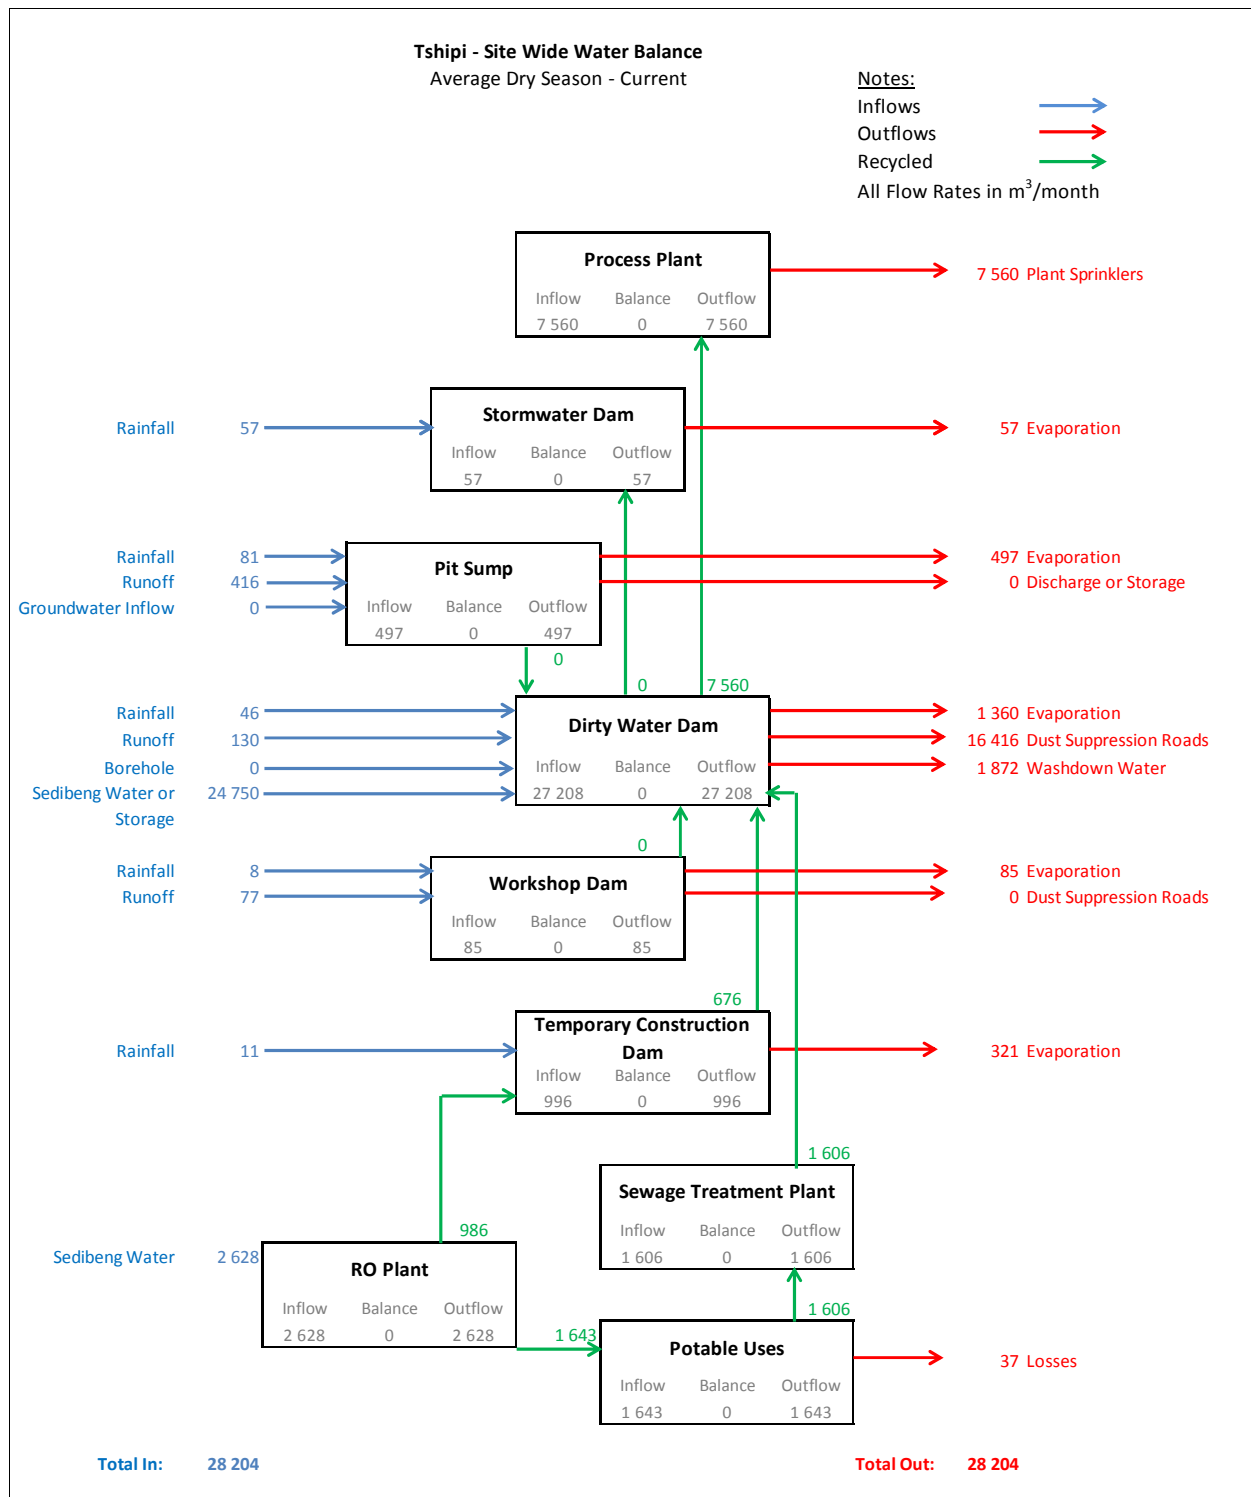 Tshipi - Site Wide Water Balance
Average Dry Season - Current
Notes:
Inflows
Outflows
Recycled
All Flow Rates in m³/month
Process Plant
Inflow Balance Outflow
7 560 0 7 560
7 560 Plant Sprinklers
Rainfall 57
Stormwater Dam
Inflow Balance Outflow
57 0 57
57 Evaporation
Rainfall 81
Runoff 416
Groundwater Inflow 0
Pit Sump
Inflow Balance Outflow
497 0 497
497 Evaporation
0 Discharge or Storage
0
0
7 560
Rainfall 46
Runoff 130
Borehole 0
Sedibeng Water or 24 750
Storage
Dirty Water Dam
Inflow Balance Outflow
27 208 0 27 208
1 360 Evaporation
16 416 Dust Suppression Roads
1 872 Washdown Water
0
Rainfall 8
Runoff 77
Workshop Dam
Inflow Balance Outflow
85 0 85
85 Evaporation
0 Dust Suppression Roads
676
Rainfall 11
Temporary Construction
Dam
Inflow Balance Outflow
996 0 996
321 Evaporation
1 606
Sewage Treatment Plant
Inflow Balance Outflow
1 606 0 1 606
986
Sedibeng Water 2 628
RO Plant
Inflow Balance Outflow
2 628 0 2 628
1 643
1 606
Potable Uses
Inflow Balance Outflow
1 643 0 1 643
37 Losses
Total In: 28 204
Total Out: 28 204